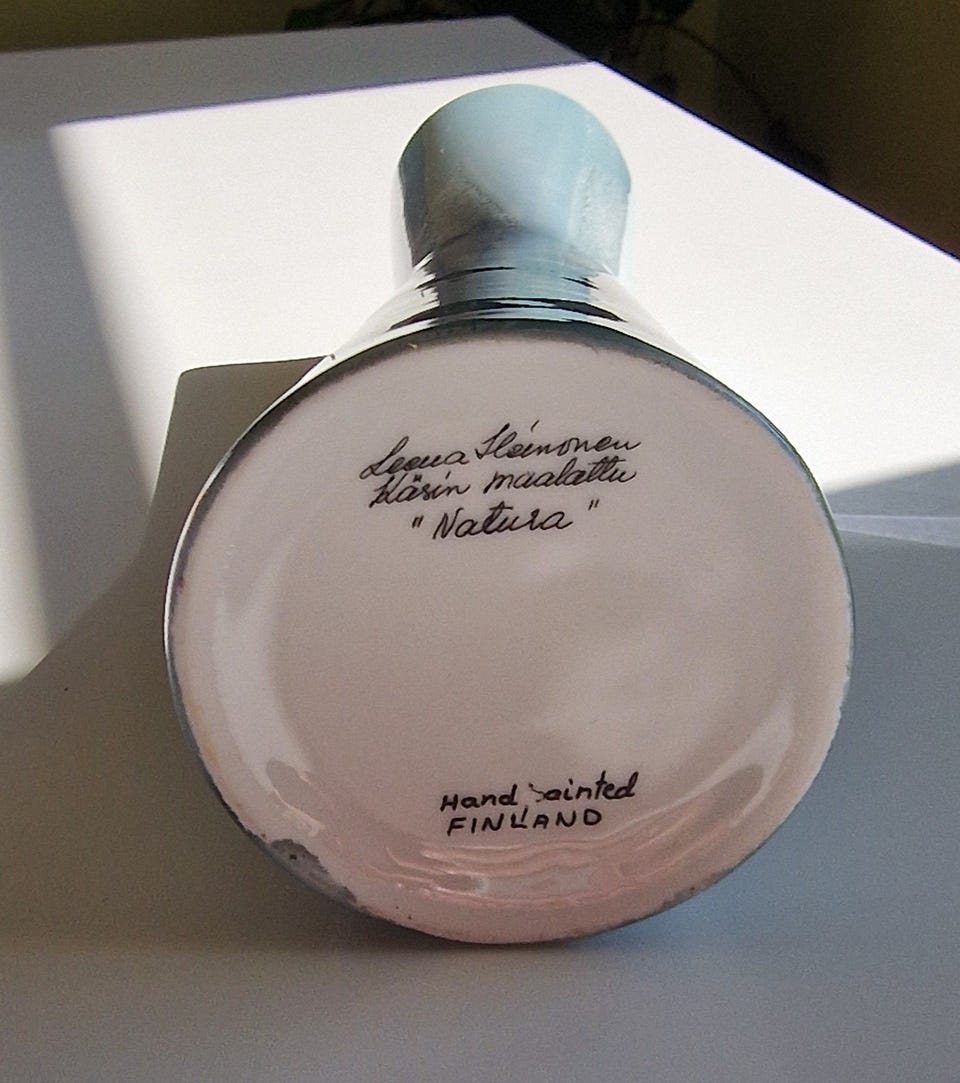 Leena Heinonen
Käsin maalattu
"Natura"
Hand painted
FINLAND